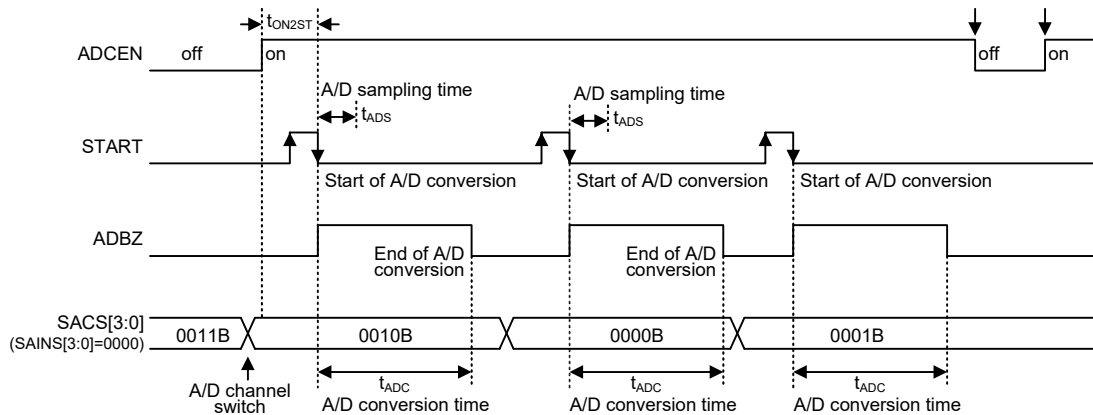 tON2ST
ADCEN off on off on
A/D sampling time A/D sampling time
tADS tADS
START
Start of A/D conversion Start of A/D conversion Start of A/D conversion
ADBZ
End of A/D conversion End of A/D conversion
SACS[3:0]
(SAINS[3:0]=0000)
0011B 0010B 0000B 0001B
A/D channel switch
tADC tADC tADC
A/D conversion time A/D conversion time A/D conversion time